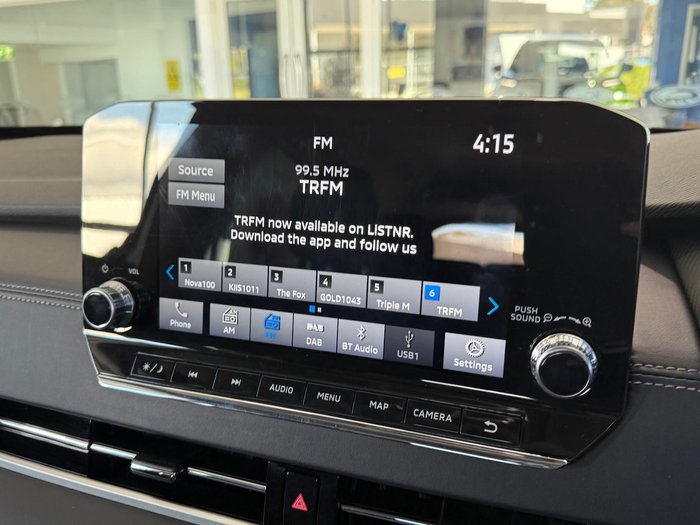 FM
4:15
99.5 MHz
TRFM
Source
FM Menu
TRFM now available on LiSTNR.
Download the app and follow us
1 Nova100
2 KIIS1011
3 The Fox
4 GOLD1043
5 Triple M
6 TRFM
Phone
AM
FM
DAB
BT Audio
USB1
Settings
VOL
PUSH
SOUND
AUDIO
MENU
MAP
CAMERA